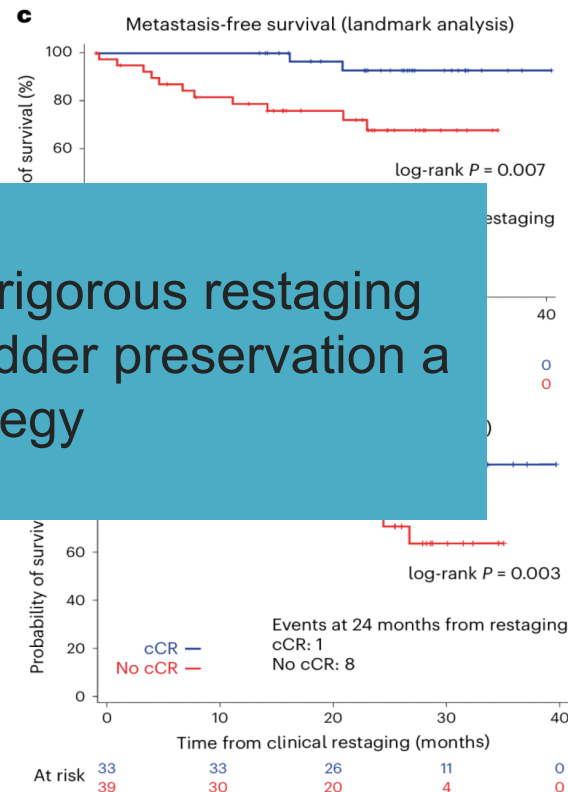 c
Metastasis-free survival (landmark analysis)
100
80
60
of survival (%)
log-rank P = 0.007
estaging
rigorous restaging
dder preservation a
egy
40
0
0
)
Probability of surviv
60
40
20
0
log-rank P = 0.003
Events at 24 months from restaging
cCR: 1
No cCR: 8
cCR
No cCR
0 10 20 30 40
Time from clinical restaging (months)
At risk
33 33 26 11 0
39 30 20 4 0